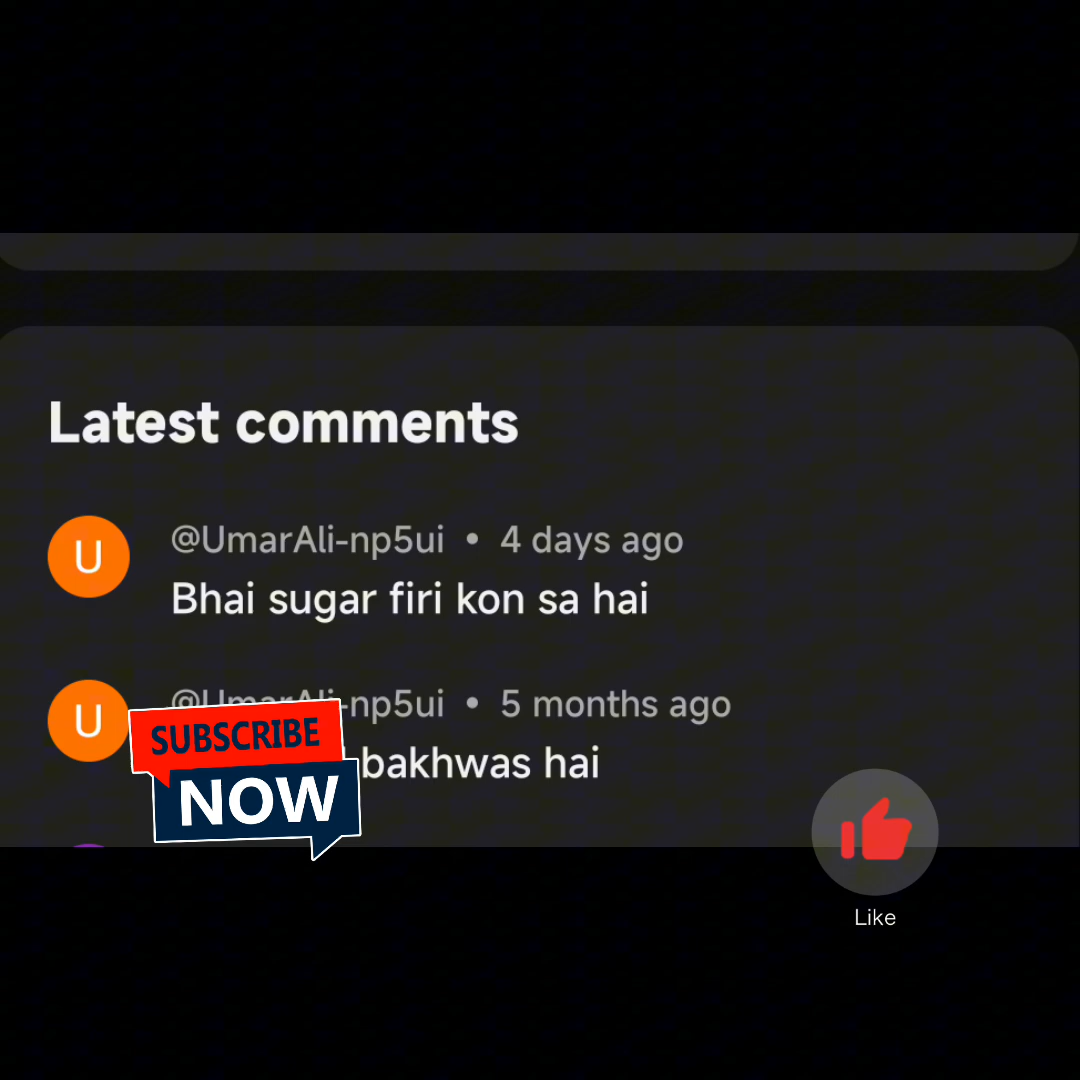 Latest comments
U
@UmarAli-np5ui • 4 days ago
Bhai sugar firi kon sa hai
U
@UmarAli-np5ui • 5 months ago
bakhwas hai
SUBSCRIBE
NOW
Like